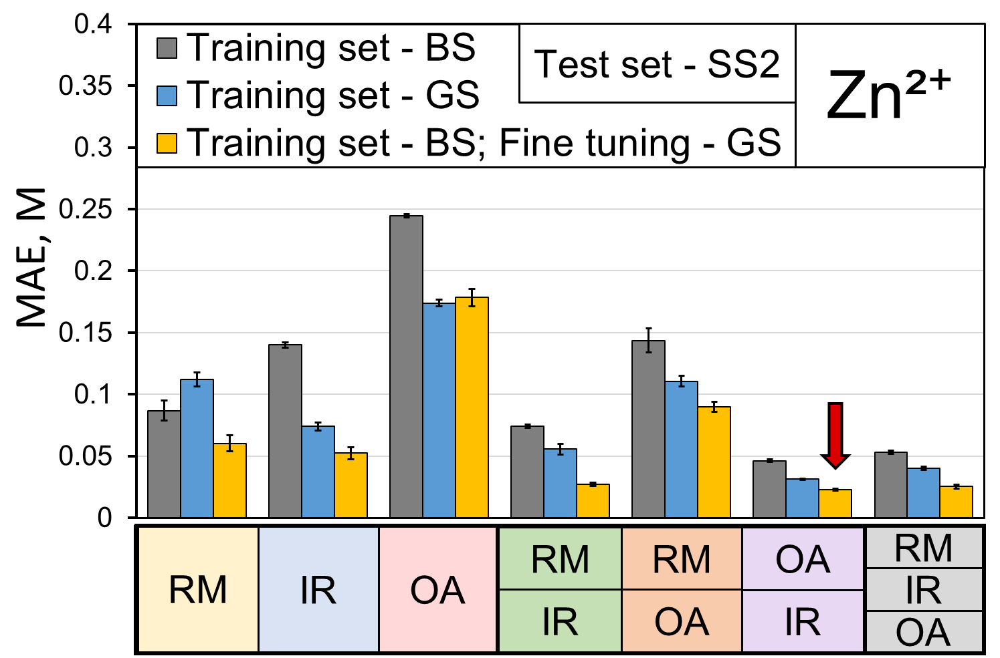 0.4
0.35
0.3
0.25
0.2
0.15
0.1
0.05
0
MAE, M
Training set - BS
Training set - GS
Training set - BS; Fine tuning - GS
Test set - SS2
Zn²⁺
RM
IR
OA
RM
IR
RM
OA
OA
IR
RM
IR
OA